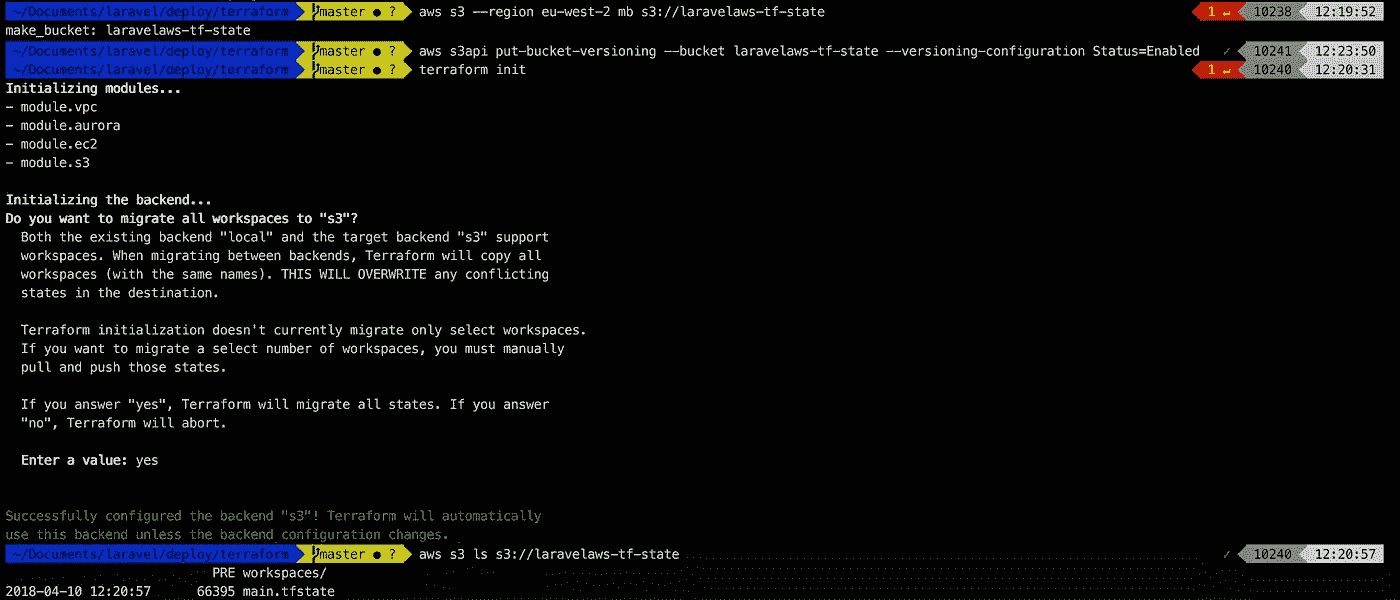 ~/Documents/laravel/deploy/terraform master ● ? aws s3 --region eu-west-2 mb s3://laravelaws-tf-state 1 ↵ 10238 12:19:52
make_bucket: laravelaws-tf-state
~/Documents/laravel/deploy/terraform master ● ? aws s3api put-bucket-versioning --bucket laravelaws-tf-state --versioning-configuration Status=Enabled ✓ 10241 12:23:50
~/Documents/laravel/deploy/terraform master ● ? terraform init 1 ↵ 10240 12:20:31
Initializing modules...
- module.vpc
- module.aurora
- module.ec2
- module.s3
Initializing the backend...
Do you want to migrate all workspaces to "s3"?
Both the existing backend "local" and the target backend "s3" support
workspaces. When migrating between backends, Terraform will copy all
workspaces (with the same names). THIS WILL OVERWRITE any conflicting
states in the destination.
Terraform initialization doesn't currently migrate only select workspaces.
If you want to migrate a select number of workspaces, you must manually
pull and push those states.
If you answer "yes", Terraform will migrate all states. If you answer
"no", Terraform will abort.
Enter a value: yes
Successfully configured the backend "s3"! Terraform will automatically
use this backend unless the backend configuration changes.
~/Documents/laravel/deploy/terraform master ● ? aws s3 ls s3://laravelaws-tf-state ✓ 10240 12:20:57
PRE workspaces/
2018-04-10 12:20:57 66395 main.tfstate